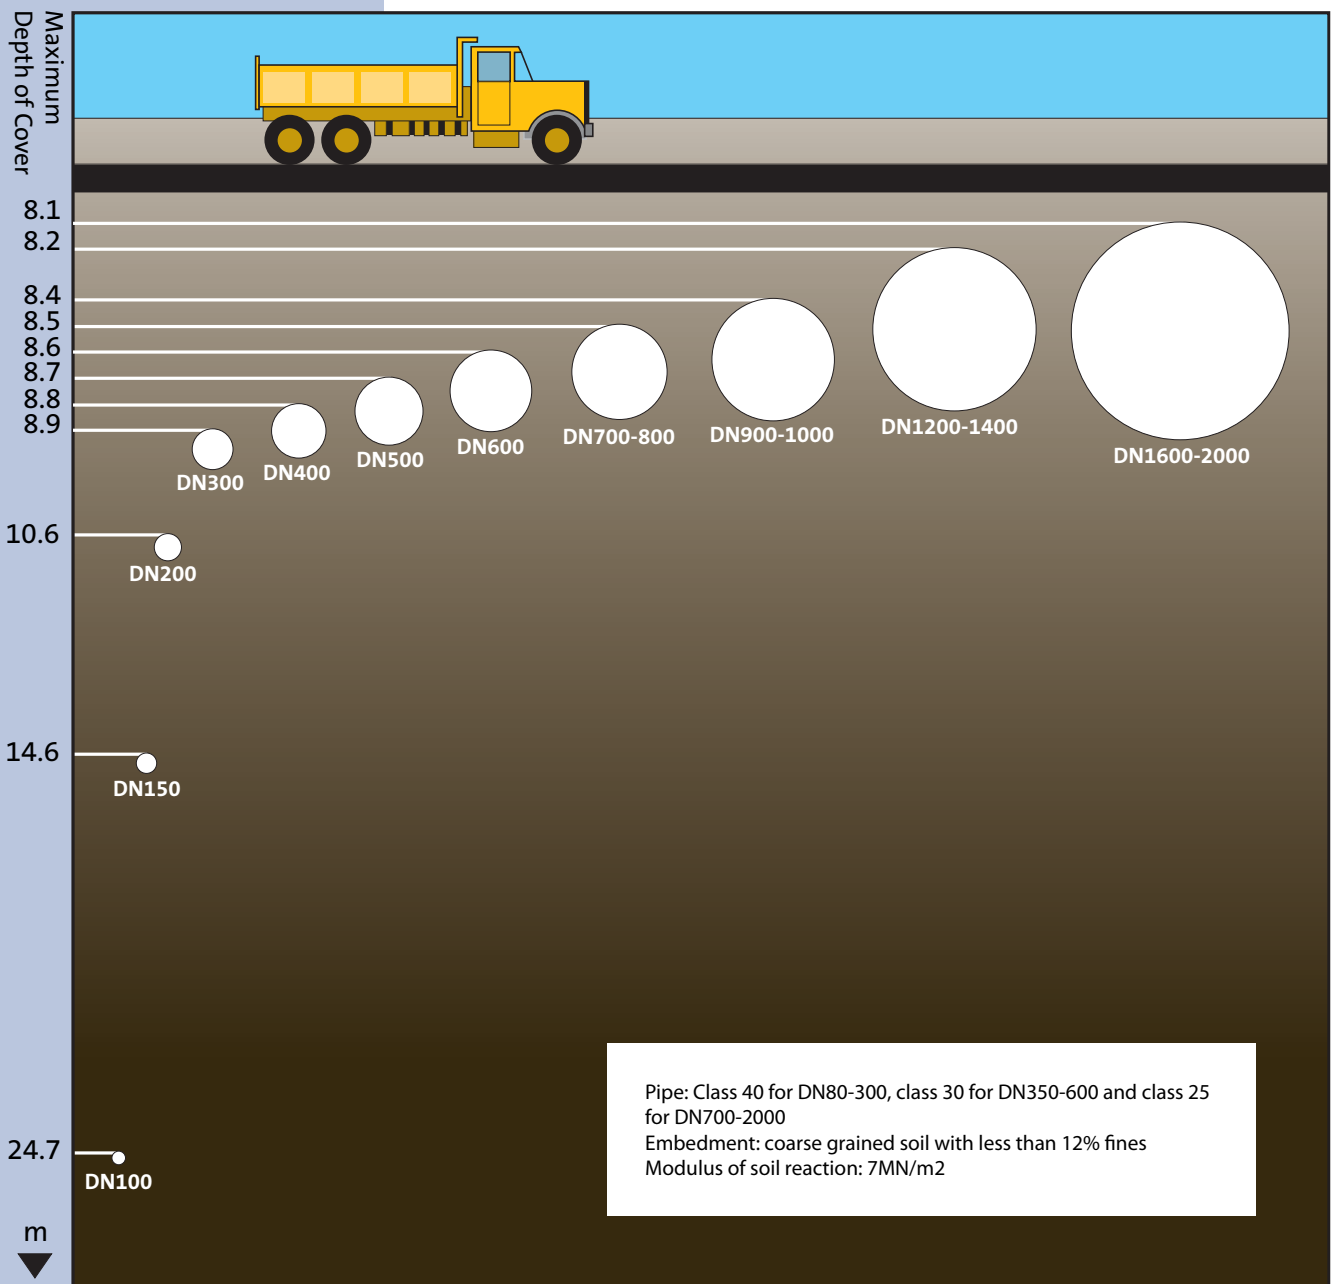 Maximum
Depth of Cover
8.1
8.2
8.4
8.5
8.6
8.7
8.8
8.9
10.6
14.6
24.7
m
DN300
DN400
DN500
DN600
DN700-800
DN900-1000
DN1200-1400
DN1600-2000
DN200
DN150
DN100
Pipe: Class 40 for DN80-300, class 30 for DN350-600 and class 25
for DN700-2000
Embedment: coarse grained soil with less than 12% fines
Modulus of soil reaction: 7MN/m2